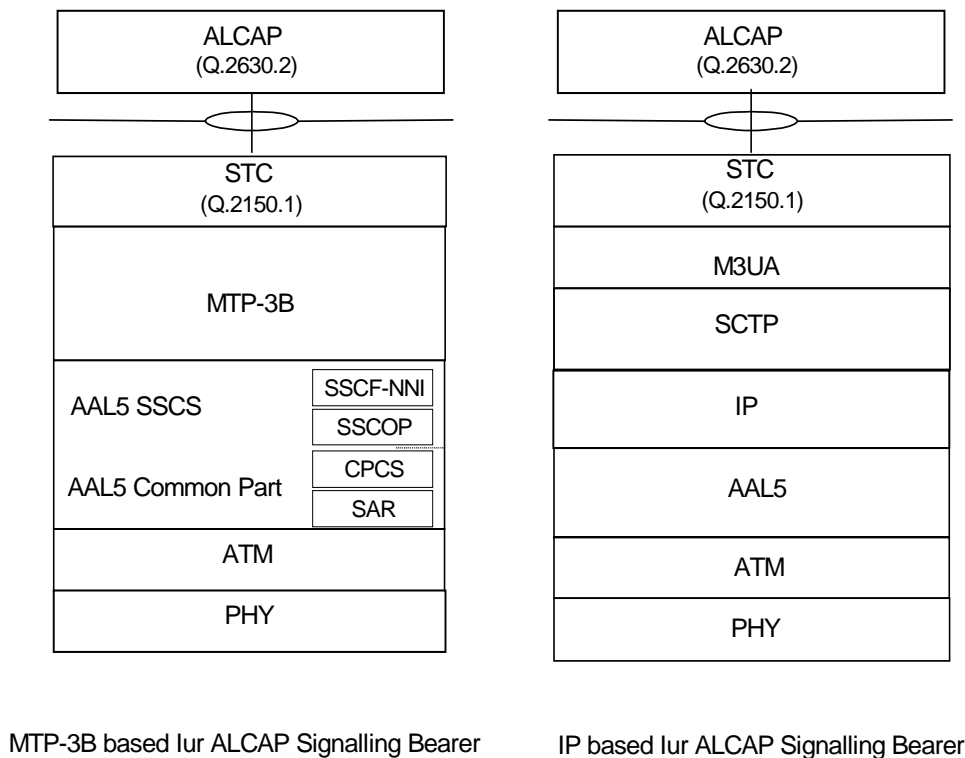 ALCAP
(Q.2630.2)
STC
(Q.2150.1)
MTP-3B
AAL5 SSCS
SSCF-NNI
SSCOP
AAL5 Common Part
CPCS
SAR
ATM
PHY
MTP-3B based Iur ALCAP Signalling Bearer
ALCAP
(Q.2630.2)
STC
(Q.2150.1)
M3UA
SCTP
IP
AAL5
ATM
PHY
IP based Iur ALCAP Signalling Bearer